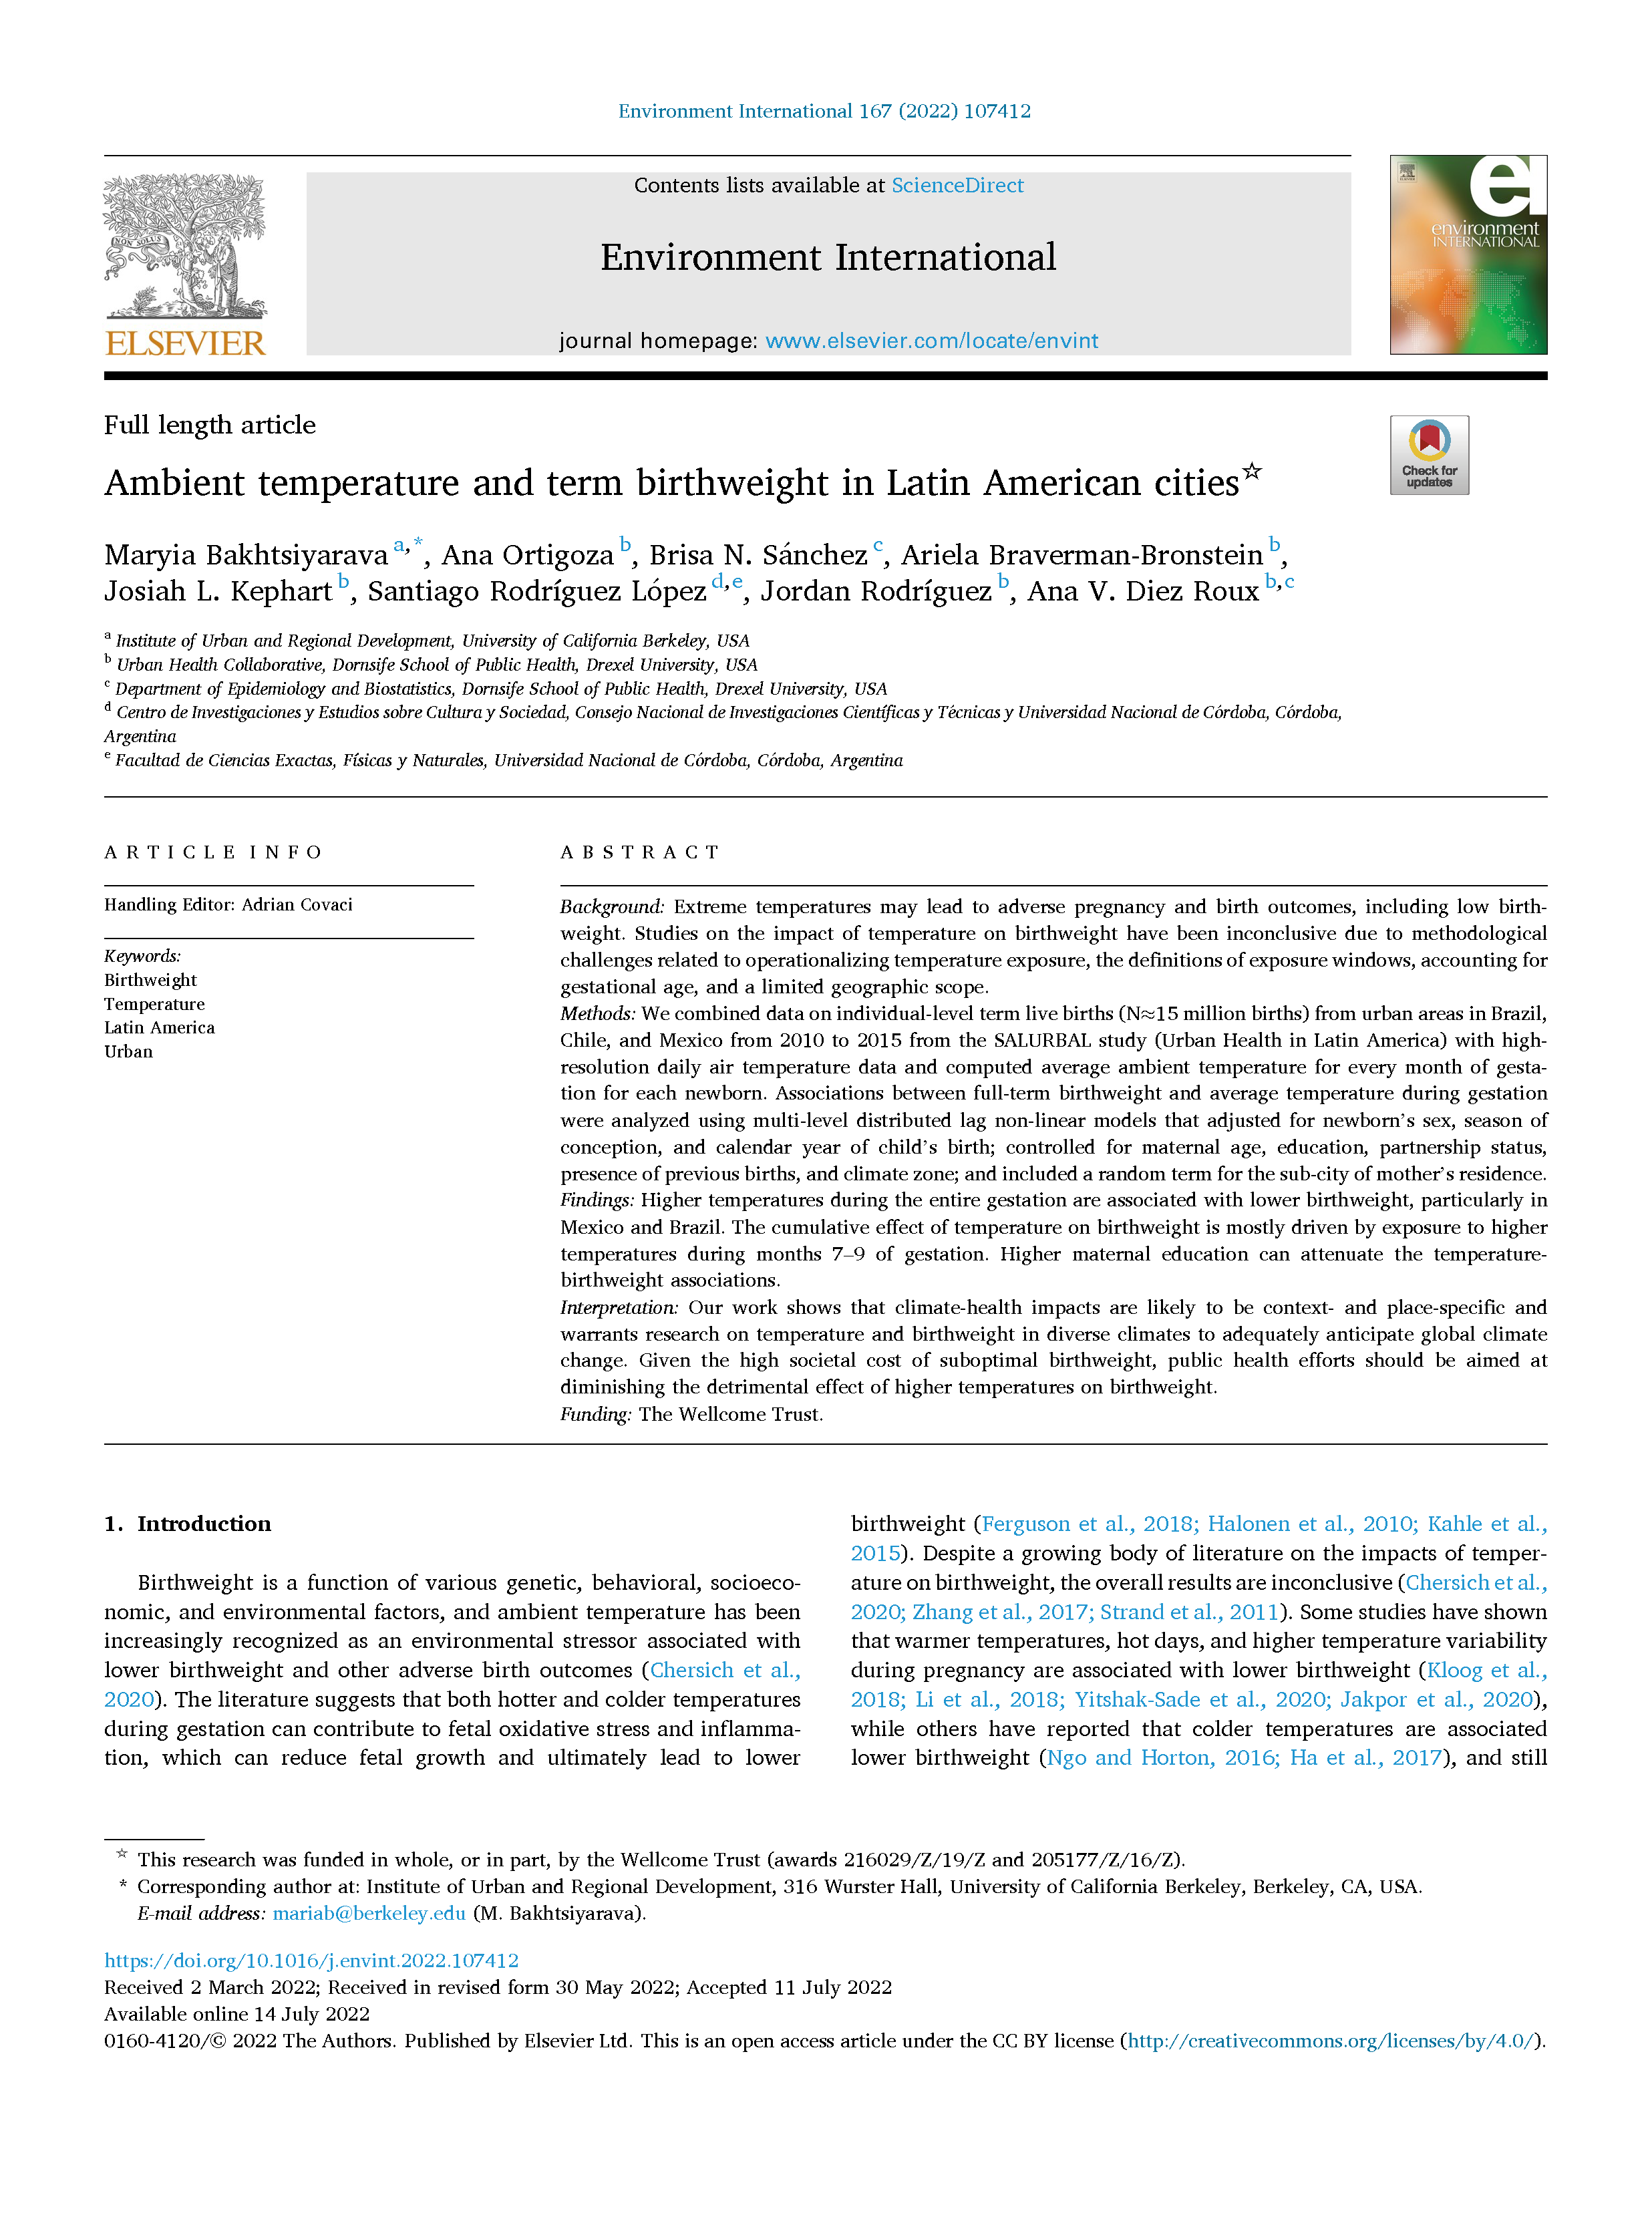 Environment International 167 (2022) 107412
Contents lists available at ScienceDirect
Environment International
journal homepage: www.elsevier.com/locate/envint
NON SOLUS
ELSEVIER
ei
environment
INTERNATIONAL
Full length article
Check for
updates
Ambient temperature and term birthweight in Latin American cities☆
Maryia Bakhtsiyarava a,*, Ana Ortigoza b, Brisa N. Sánchez c, Ariela Braverman-Bronstein b,
Josiah L. Kephart b, Santiago Rodríguez López d,e, Jordan Rodríguez b, Ana V. Diez Roux b,c
a Institute of Urban and Regional Development, University of California Berkeley, USA
b Urban Health Collaborative, Dornsife School of Public Health, Drexel University, USA
c Department of Epidemiology and Biostatistics, Dornsife School of Public Health, Drexel University, USA
d Centro de Investigaciones y Estudios sobre Cultura y Sociedad, Consejo Nacional de Investigaciones Científicas y Técnicas y Universidad Nacional de Córdoba, Córdoba,
Argentina
e Facultad de Ciencias Exactas, Físicas y Naturales, Universidad Nacional de Córdoba, Córdoba, Argentina
ARTICLE INFO
Handling Editor: Adrian Covaci
Keywords:
Birthweight
Temperature
Latin America
Urban
ABSTRACT
Background: Extreme temperatures may lead to adverse pregnancy and birth outcomes, including low birth-
weight. Studies on the impact of temperature on birthweight have been inconclusive due to methodological
challenges related to operationalizing temperature exposure, the definitions of exposure windows, accounting for
gestational age, and a limited geographic scope.
Methods: We combined data on individual-level term live births (N≈15 million births) from urban areas in Brazil,
Chile, and Mexico from 2010 to 2015 from the SALURBAL study (Urban Health in Latin America) with high-
resolution daily air temperature data and computed average ambient temperature for every month of gesta-
tion for each newborn. Associations between full-term birthweight and average temperature during gestation
were analyzed using multi-level distributed lag non-linear models that adjusted for newborn's sex, season of
conception, and calendar year of child's birth; controlled for maternal age, education, partnership status,
presence of previous births, and climate zone; and included a random term for the sub-city of mother's residence.
Findings: Higher temperatures during the entire gestation are associated with lower birthweight, particularly in
Mexico and Brazil. The cumulative effect of temperature on birthweight is mostly driven by exposure to higher
temperatures during months 7–9 of gestation. Higher maternal education can attenuate the temperature-
birthweight associations.
Interpretation: Our work shows that climate-health impacts are likely to be context- and place-specific and
warrants research on temperature and birthweight in diverse climates to adequately anticipate global climate
change. Given the high societal cost of suboptimal birthweight, public health efforts should be aimed at
diminishing the detrimental effect of higher temperatures on birthweight.
Funding: The Wellcome Trust.
1. Introduction
Birthweight is a function of various genetic, behavioral, socioeco-
nomic, and environmental factors, and ambient temperature has been
increasingly recognized as an environmental stressor associated with
lower birthweight and other adverse birth outcomes (Chersich et al.,
2020). The literature suggests that both hotter and colder temperatures
during gestation can contribute to fetal oxidative stress and inflamma-
tion, which can reduce fetal growth and ultimately lead to lower
birthweight (Ferguson et al., 2018; Halonen et al., 2010; Kahle et al.,
2015). Despite a growing body of literature on the impacts of temper-
ature on birthweight, the overall results are inconclusive (Chersich et al.,
2020; Zhang et al., 2017; Strand et al., 2011). Some studies have shown
that warmer temperatures, hot days, and higher temperature variability
during pregnancy are associated with lower birthweight (Kloog et al.,
2018; Li et al., 2018; Yitshak-Sade et al., 2020; Jakpor et al., 2020),
while others have reported that colder temperatures are associated
lower birthweight (Ngo and Horton, 2016; Ha et al., 2017), and still
☆ This research was funded in whole, or in part, by the Wellcome Trust (awards 216029/Z/19/Z and 205177/Z/16/Z).
* Corresponding author at: Institute of Urban and Regional Development, 316 Wurster Hall, University of California Berkeley, Berkeley, CA, USA.
E-mail address: mariab@berkeley.edu (M. Bakhtsiyarava).
https://doi.org/10.1016/j.envint.2022.107412
Received 2 March 2022; Received in revised form 30 May 2022; Accepted 11 July 2022
Available online 14 July 2022
0160-4120/© 2022 The Authors. Published by Elsevier Ltd. This is an open access article under the CC BY license (http://creativecommons.org/licenses/by/4.0/).